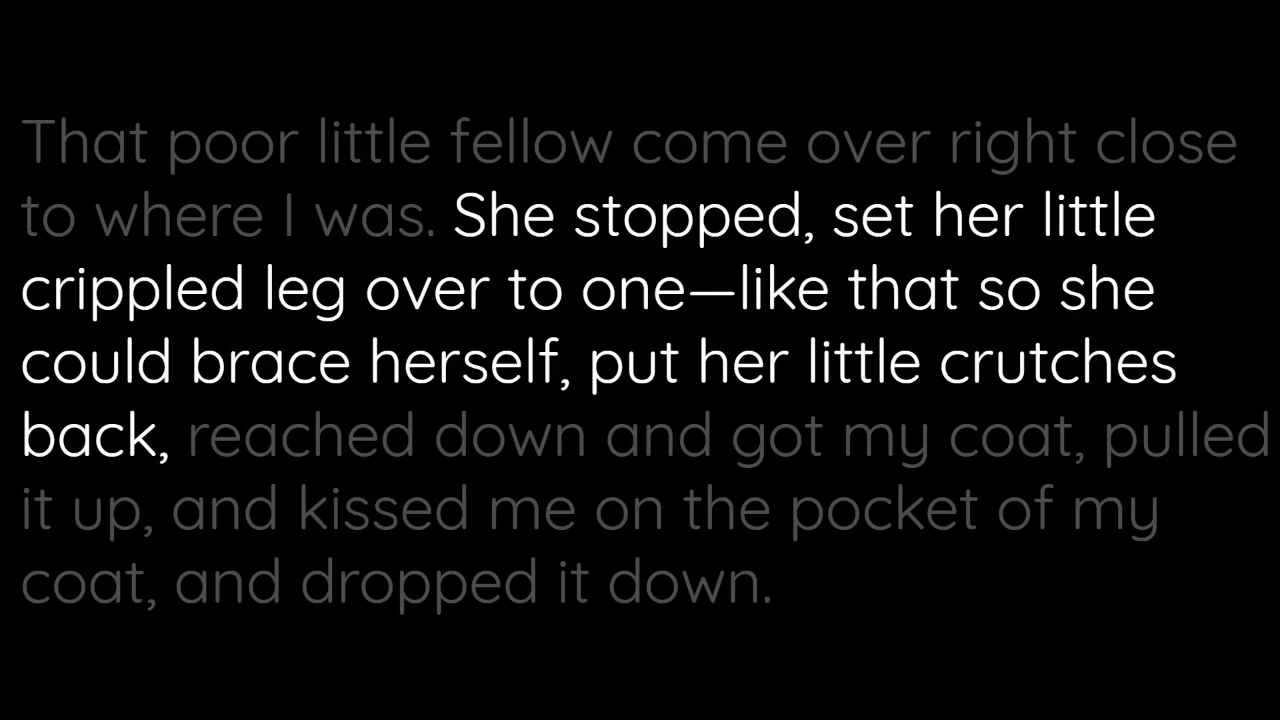 That poor little fellow come over right close
to where I was. She stopped, set her little
crippled leg over to one—like that so she
could brace herself, put her little crutches
back, reached down and got my coat, pulled
it up, and kissed me on the pocket of my
coat, and dropped it down.